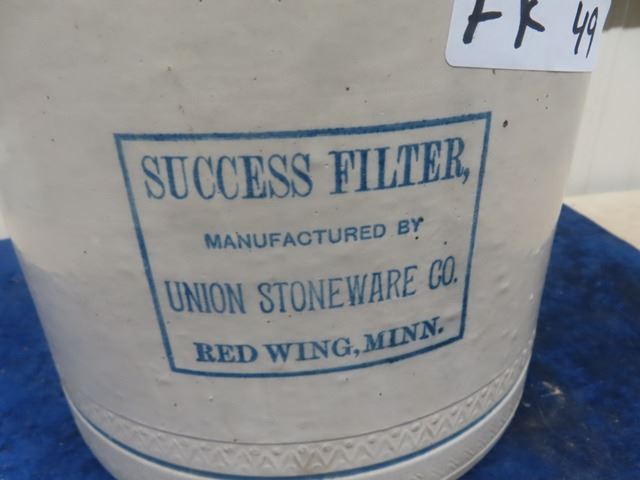 FK 49
SUCCESS FILTER,
MANUFACTURED BY
UNION STONEWARE CO.
RED WING, MINN.